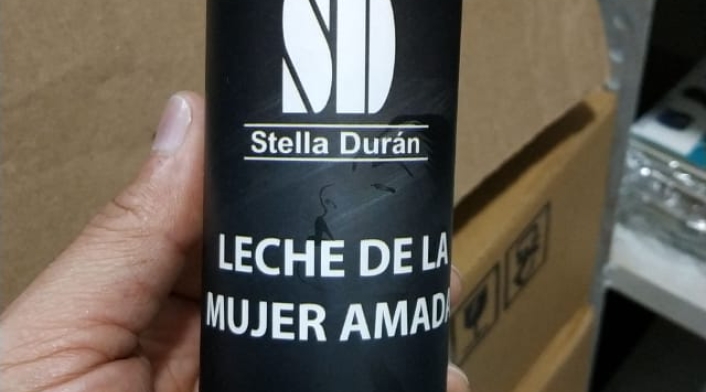 SD
Stella Durán
LECHE DE LA
MUJER AMADA